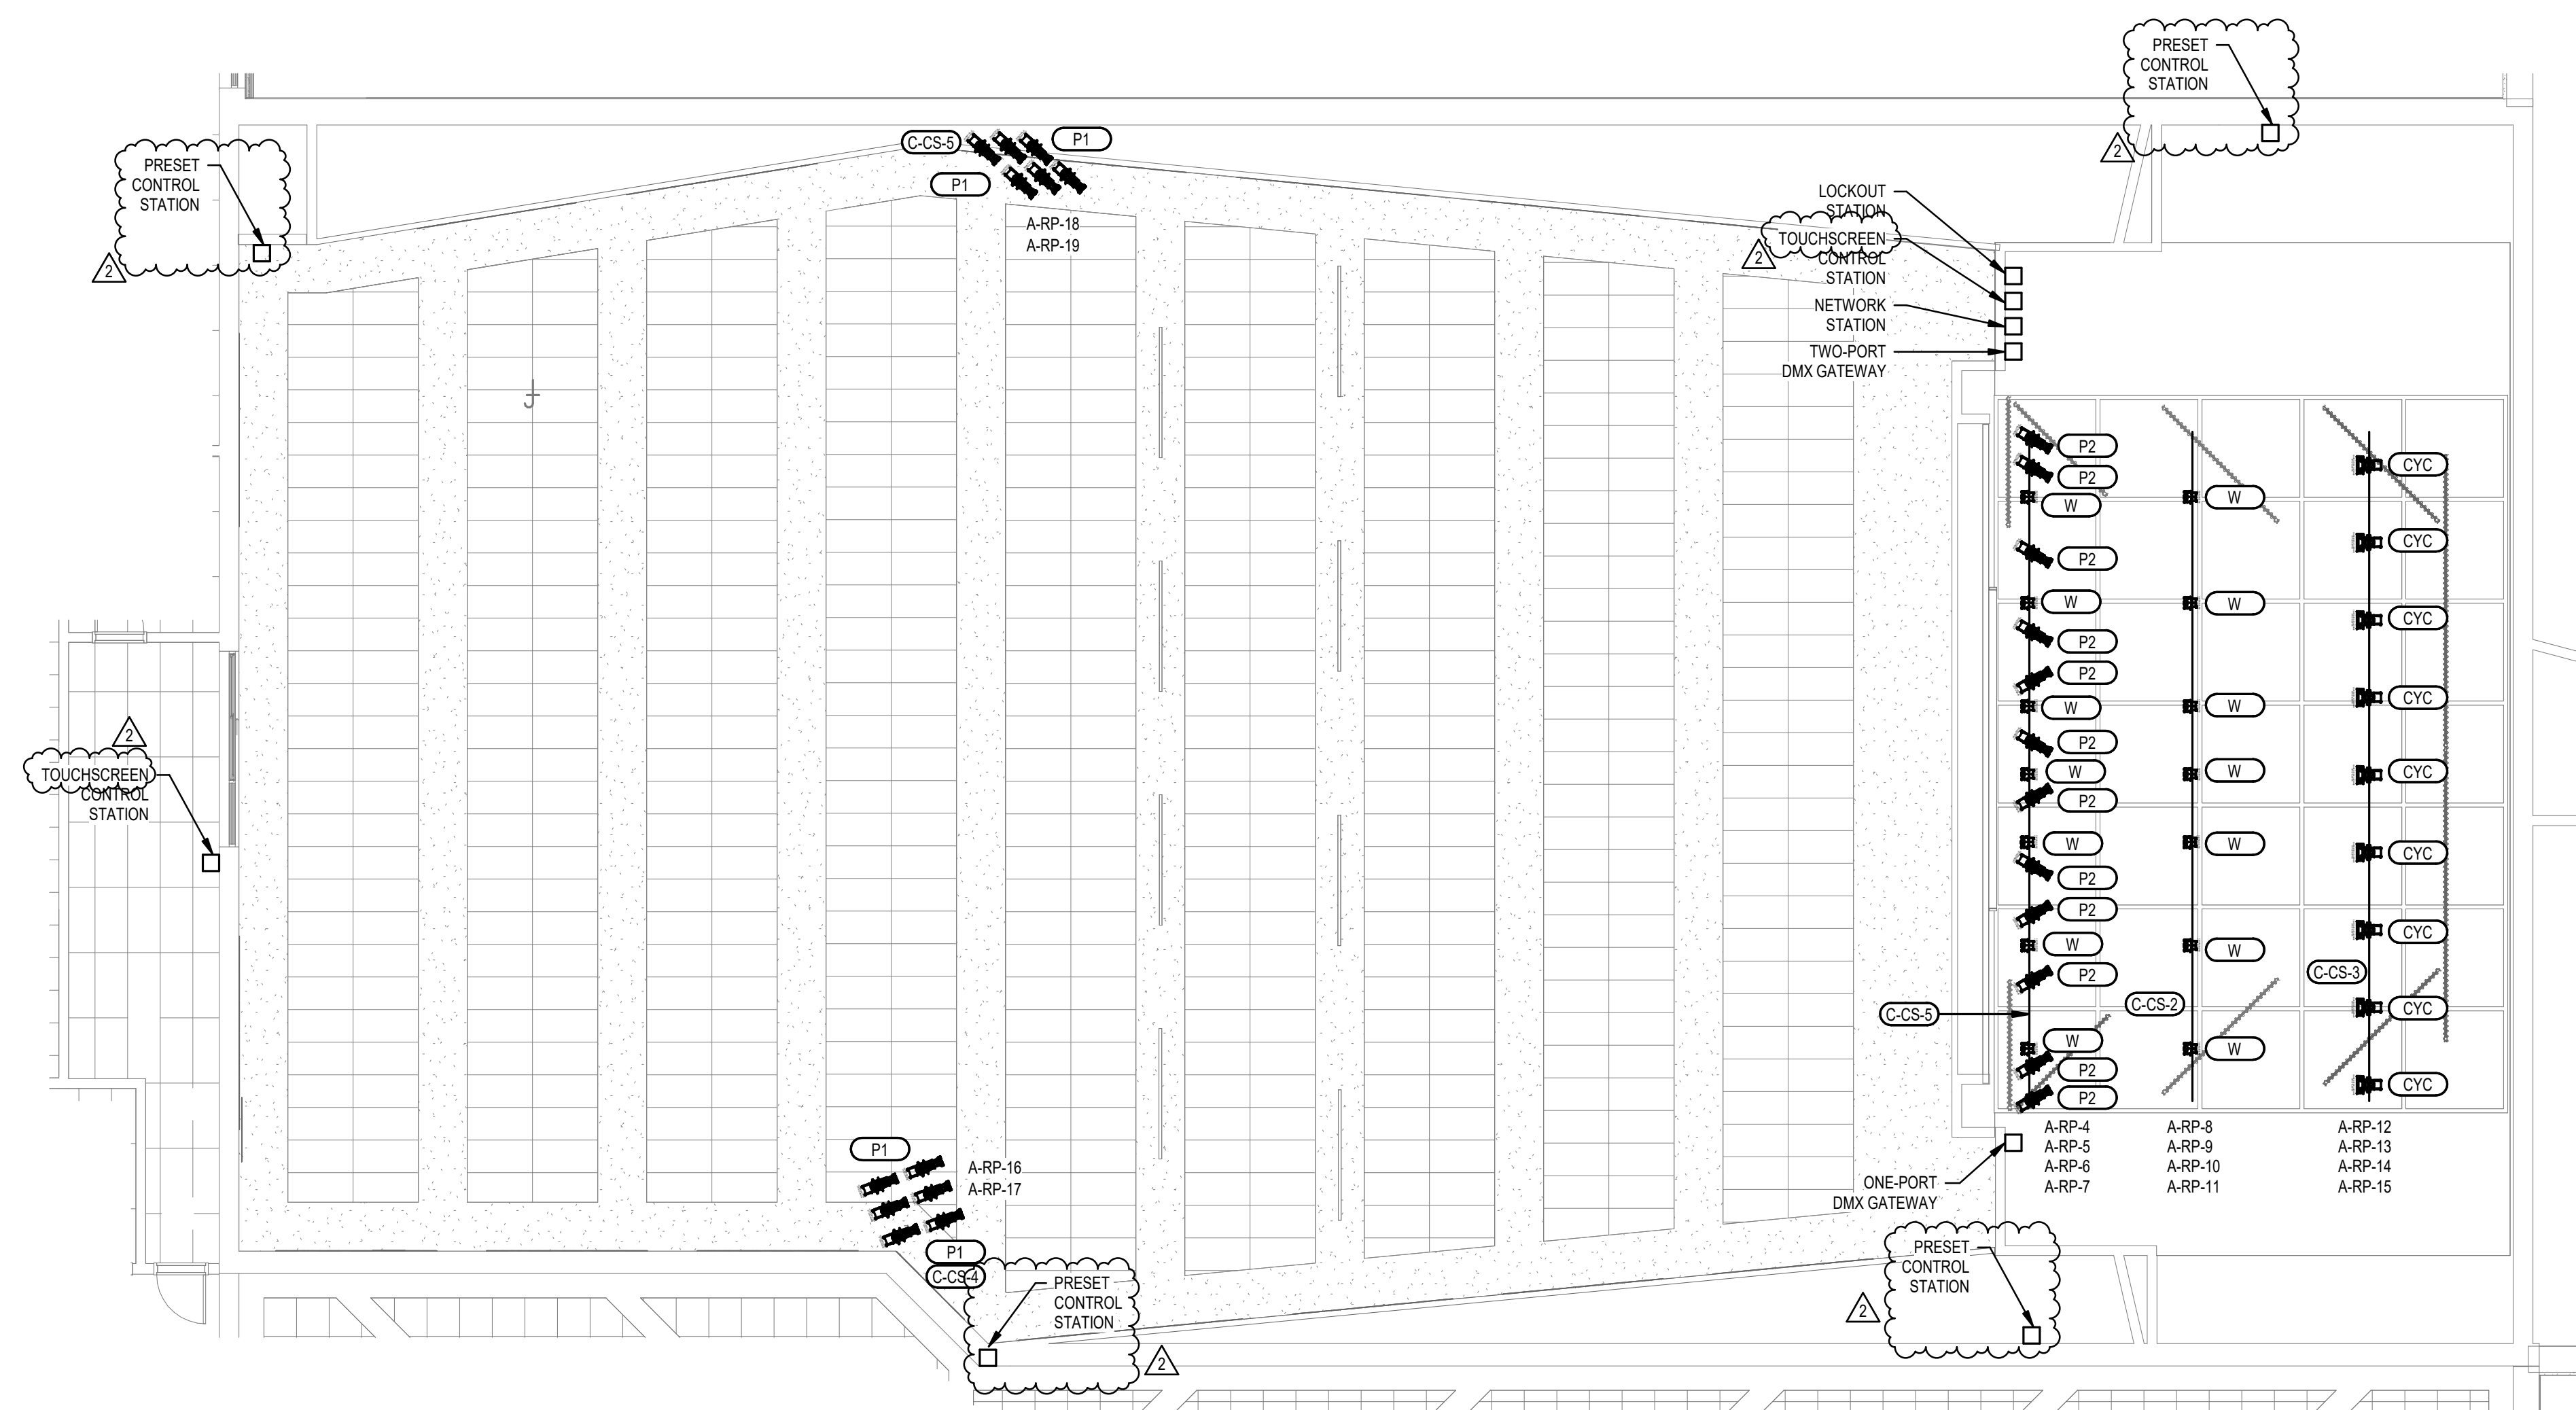 PRESET
CONTROL
STATION
2
PRESET
CONTROL
STATION
2
C-CS-5
P1
P1
A-RP-18
A-RP-19
LOCKOUT
STATION
TOUCHSCREEN
CONTROL
STATION
2
NETWORK
STATION
TWO-PORT
DMX GATEWAY
P2
P2
W
P2
W
P2
P2
W
P2
W
P2
W
P2
P2
W
P2
W
P2
P2
W
W
W
W
W
W
W
CYC
CYC
CYC
CYC
CYC
CYC
CYC
CYC
CYC
C-CS-5
C-CS-2
C-CS-3
A-RP-4
A-RP-5
A-RP-6
A-RP-7
A-RP-8
A-RP-9
A-RP-10
A-RP-11
A-RP-12
A-RP-13
A-RP-14
A-RP-15
2
TOUCHSCREEN
CONTROL
STATION
P1
A-RP-16
A-RP-17
P1
C-CS-4
PRESET
CONTROL
STATION
2
ONE-PORT
DMX GATEWAY
PRESET
CONTROL
STATION
2